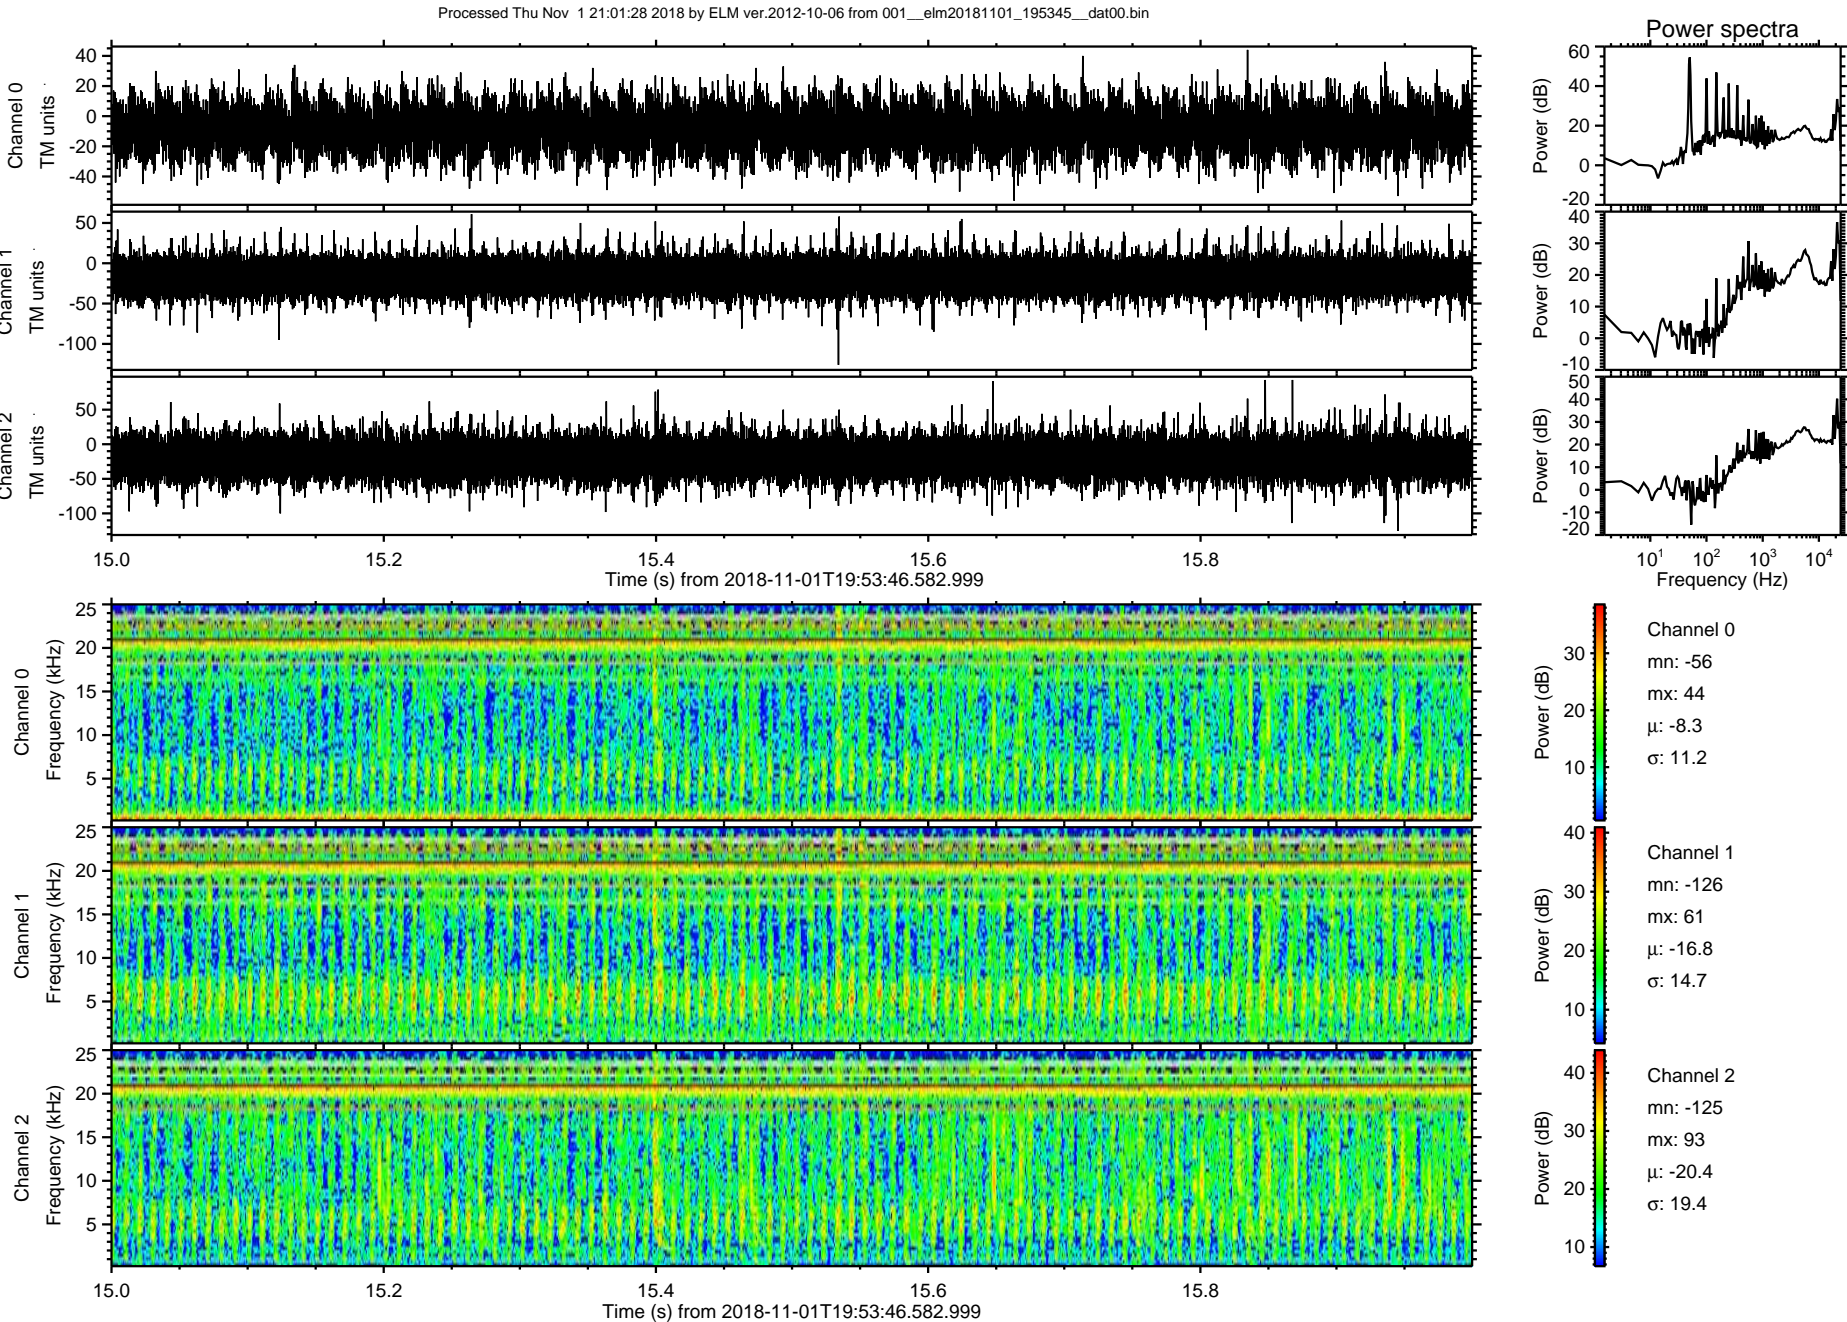 Processed Thu Nov  1 21:01:28 2018 by ELM ver.2012-10-06 from 001__elm20181101_195345__dat00.bin
Power spectra
Channel 0
TM units
40
20
0
-20
-40
Power (dB)
60
40
20
0
-20
Channel 1
TM units
50
0
-50
-100
Power (dB)
40
30
20
10
0
-10
Channel 2
TM units
50
0
-50
-100
Power (dB)
50
40
30
20
10
0
-10
-20
15.0 15.2 15.4 15.6 15.8
Time (s) from 2018-11-01T19:53:46.582.999
10¹ 10² 10³ 10⁴
Frequency (Hz)
Channel 0
Frequency (kHz)
25
20
15
10
5
Power (dB)
30
20
10
Channel 0
mn: -56
mx: 44
μ: -8.3
σ: 11.2
Channel 1
Frequency (kHz)
25
20
15
10
5
Power (dB)
40
30
20
10
Channel 1
mn: -126
mx: 61
μ: -16.8
σ: 14.7
Channel 2
Frequency (kHz)
25
20
15
10
5
Power (dB)
40
30
20
10
Channel 2
mn: -125
mx: 93
μ: -20.4
σ: 19.4
15.0 15.2 15.4 15.6 15.8
Time (s) from 2018-11-01T19:53:46.582.999